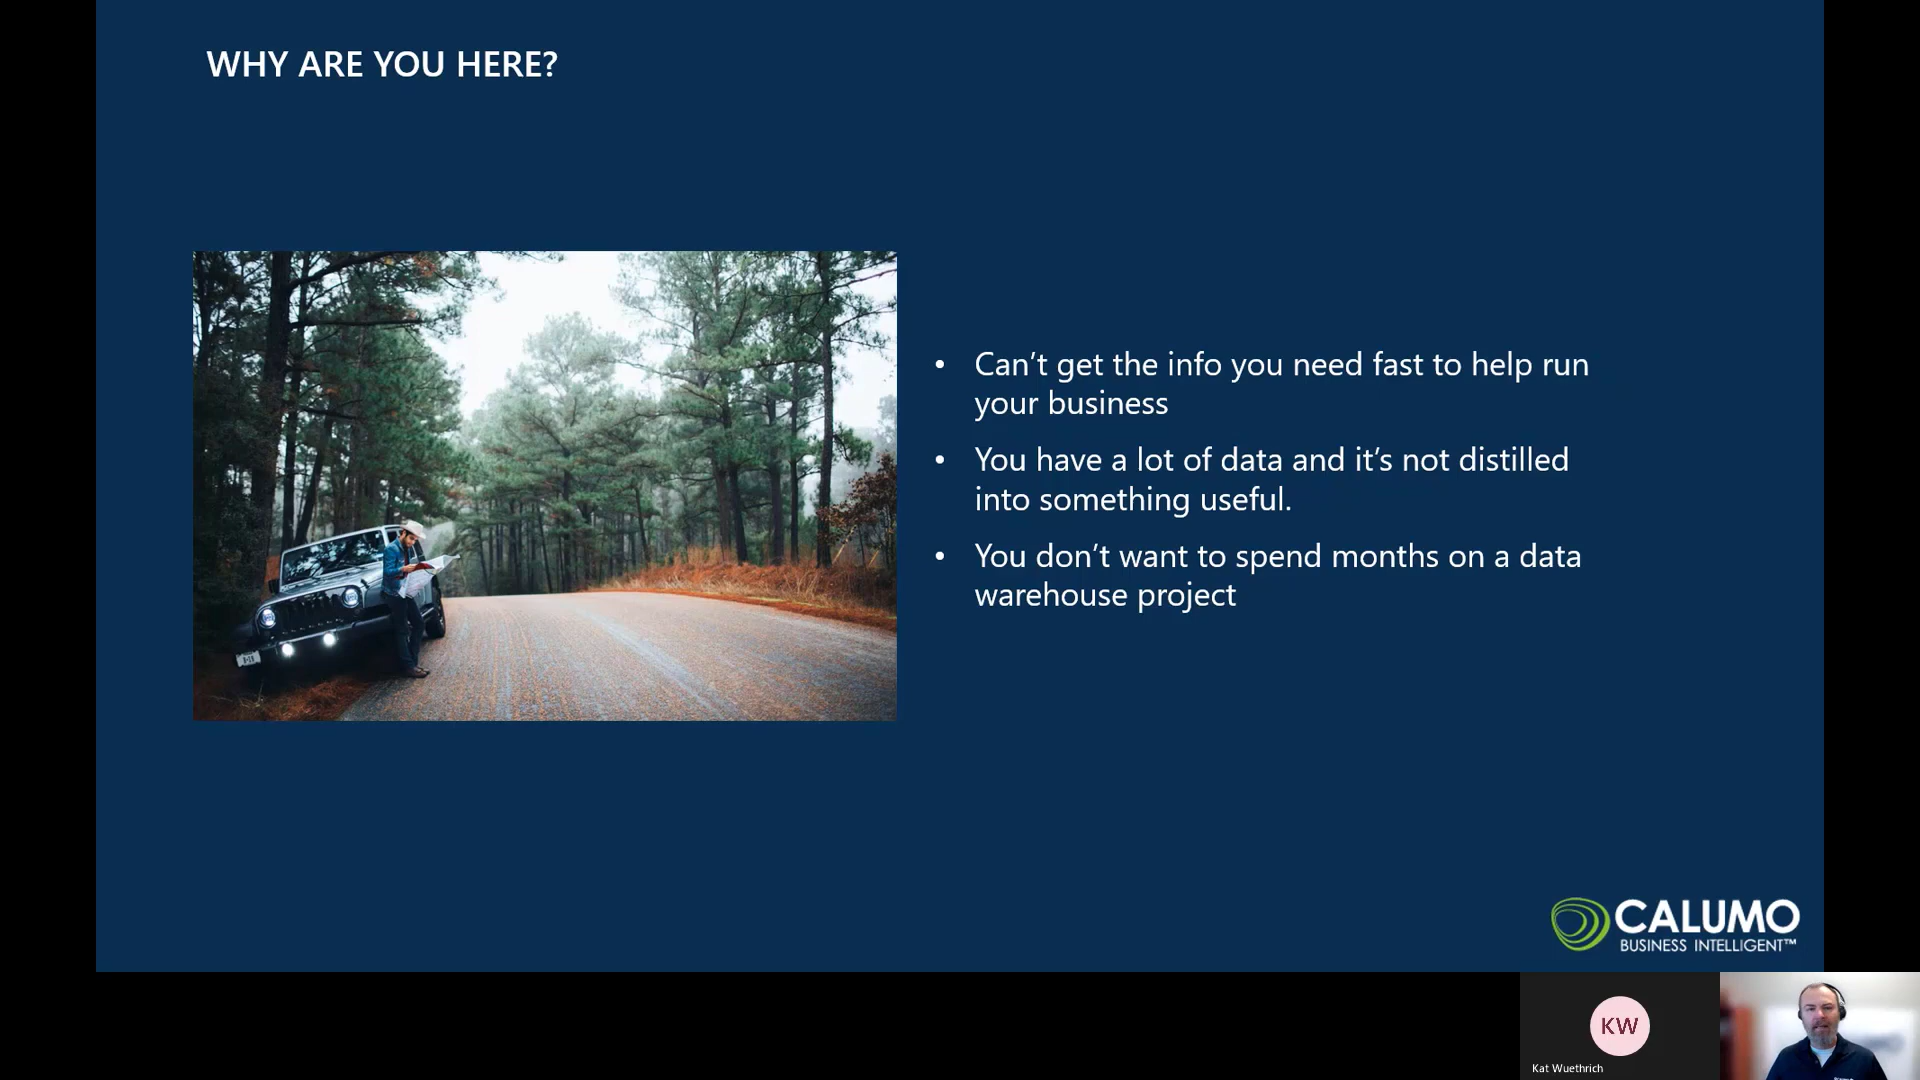 WHY ARE YOU HERE?
• Can’t get the info you need fast to help run
your business
• You have a lot of data and it’s not distilled
into something useful.
• You don’t want to spend months on a data
warehouse project
CALUMO
BUSINESS INTELLIGENT™
KW
Kat Wuethrich